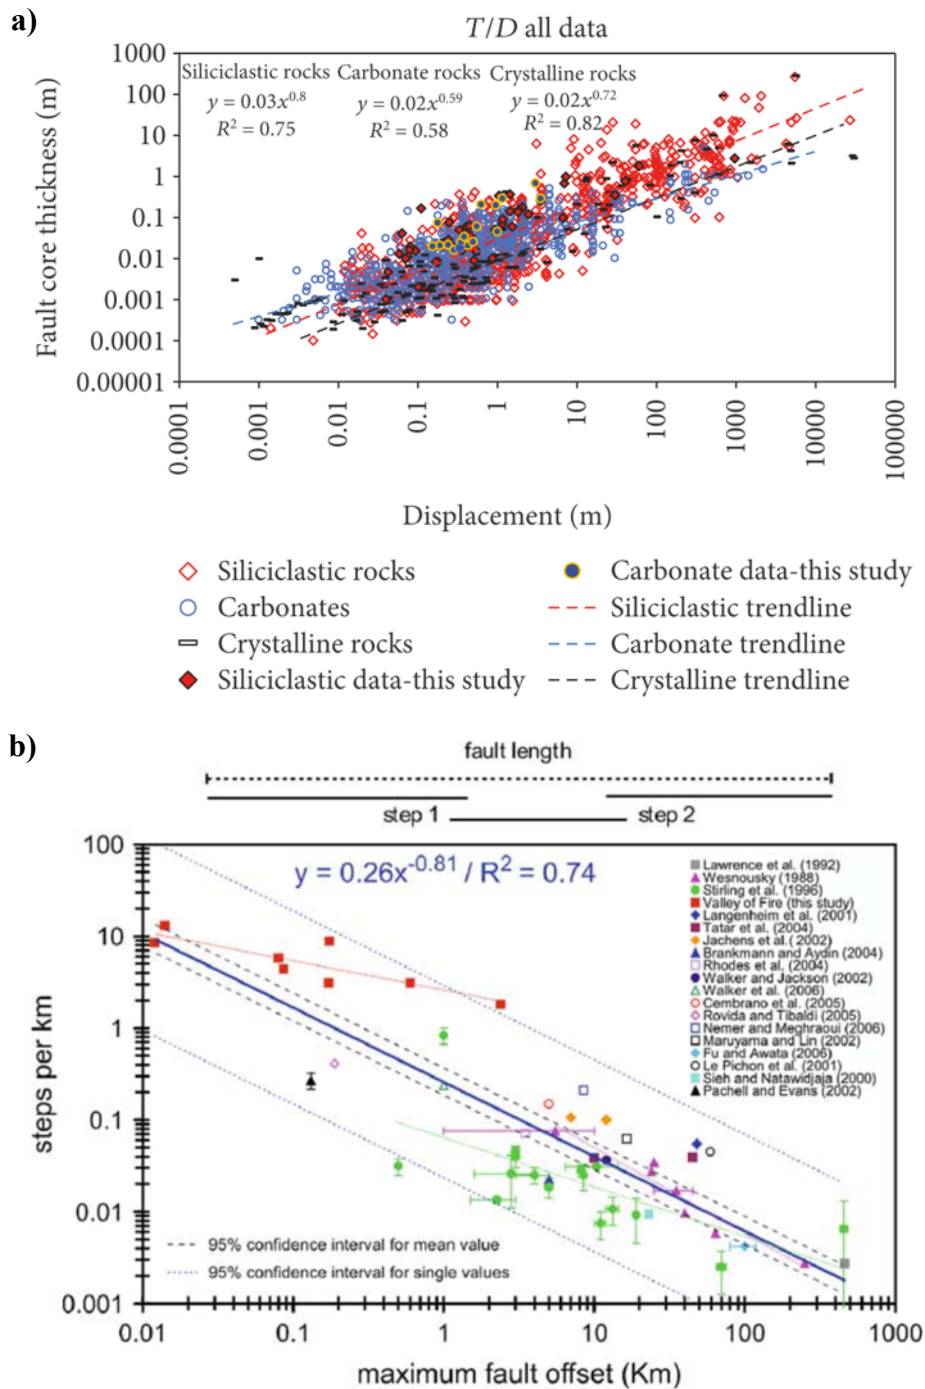 a)
T/D all data
Siliciclastic rocks Carbonate rocks Crystalline rocks
y = 0.03x^0.8 y = 0.02x^0.59 y = 0.02x^0.72
R² = 0.75 R² = 0.58 R² = 0.82
Fault core thickness (m)
1000
100
10
1
0.1
0.01
0.001
0.0001
0.00001
0.0001 0.001 0.01 0.1 1 10 100 1000 10000 100000
Displacement (m)
Siliciclastic rocks
Carbonates
Crystalline rocks
Siliciclastic data-this study
Carbonate data-this study
Siliciclastic trendline
Carbonate trendline
Crystalline trendline
b)
fault length
step 1 step 2
y = 0.26x^-0.81 / R² = 0.74
steps per km
100
10
1
0.1
0.01
0.001
Lawrence et al. (1992)
Wesnousky (1988)
Stirling et al. (1996)
Valley of Fire (this study)
Langenheim et al. (2001)
Tatar et al. (2004)
Jachens et al. (2002)
Brankmann and Aydin (2004)
Rhodes et al. (2004)
Walker and Jackson (2002)
Walker et al. (2006)
Cembrano et al. (2005)
Rovida and Tibaldi (2005)
Nemer and Meghraoui (2006)
Maruyama and Lin (2002)
Fu and Awata (2006)
Le Pichon et al. (2001)
Sieh and Natawidjaja (2000)
Pachell and Evans (2002)
95% confidence interval for mean value
95% confidence interval for single values
0.01 0.1 1 10 100 1000
maximum fault offset (Km)